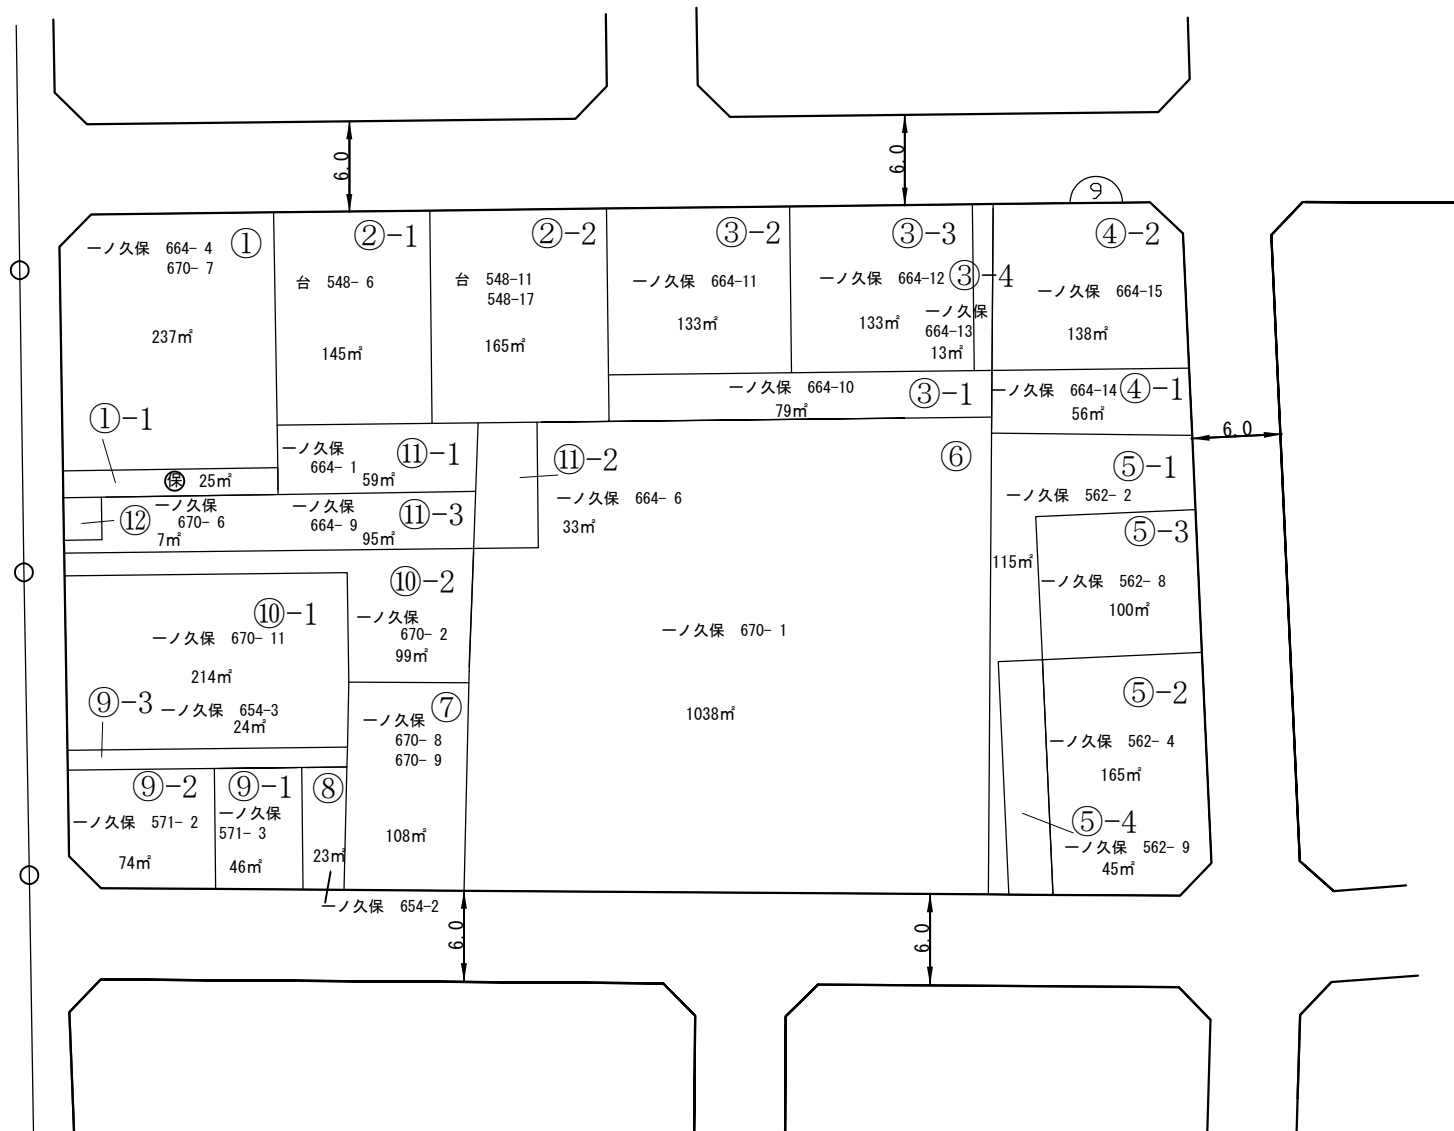 6.0
6.0
9
一ノ久保 664- 4
670- 7
①
237㎡
②-1
台 548- 6
145㎡
②-2
台 548-11
548-17
165㎡
③-2
一ノ久保 664-11
133㎡
③-3
一ノ久保 664-12
133㎡
③-4
一ノ久保
664-13
13㎡
④-2
一ノ久保 664-15
138㎡
一ノ久保 664-10
③-1
79㎡
一ノ久保 664-14
④-1
56㎡
6.0
①-1
保 25㎡
一ノ久保
664- 1
⑪-1
59㎡
⑪-2
一ノ久保 664- 6
33㎡
⑥
一ノ久保 670- 1
1038㎡
⑤-1
一ノ久保 562- 2
115㎡
⑫
一ノ久保
670- 6
7㎡
一ノ久保
664- 9
⑪-3
95㎡
⑤-3
一ノ久保 562- 8
100㎡
⑩-2
一ノ久保
670- 2
99㎡
⑩-1
一ノ久保 670- 11
214㎡
⑨-3
一ノ久保 654-3
24㎡
⑦
一ノ久保
670- 8
670- 9
108㎡
⑤-2
一ノ久保 562- 4
165㎡
⑨-2
一ノ久保 571- 2
74㎡
⑨-1
一ノ久保
571- 3
46㎡
⑧
23㎡
一ノ久保 654-2
⑤-4
一ノ久保 562- 9
45㎡
6.0
6.0